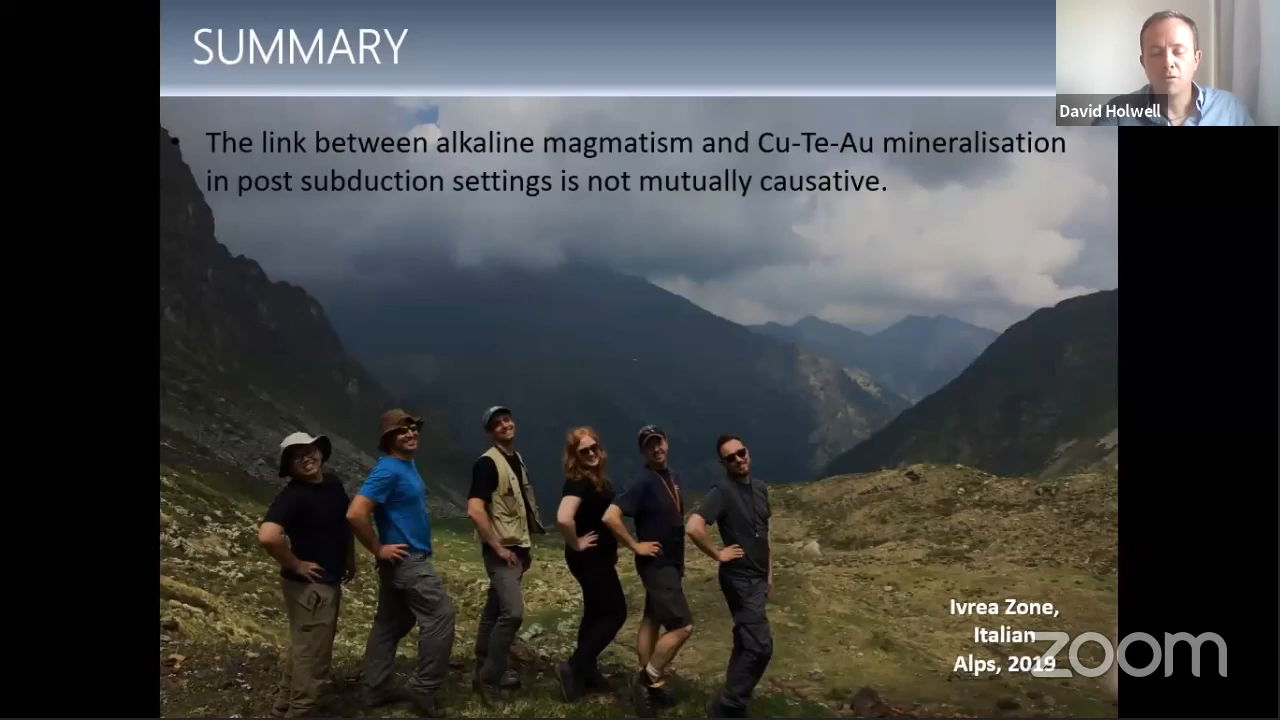 SUMMARY
David Holwell
• The link between alkaline magmatism and Cu-Te-Au mineralisation
in post subduction settings is not mutually causative.
Ivrea Zone,
Italian
Alps, 2019
zoom